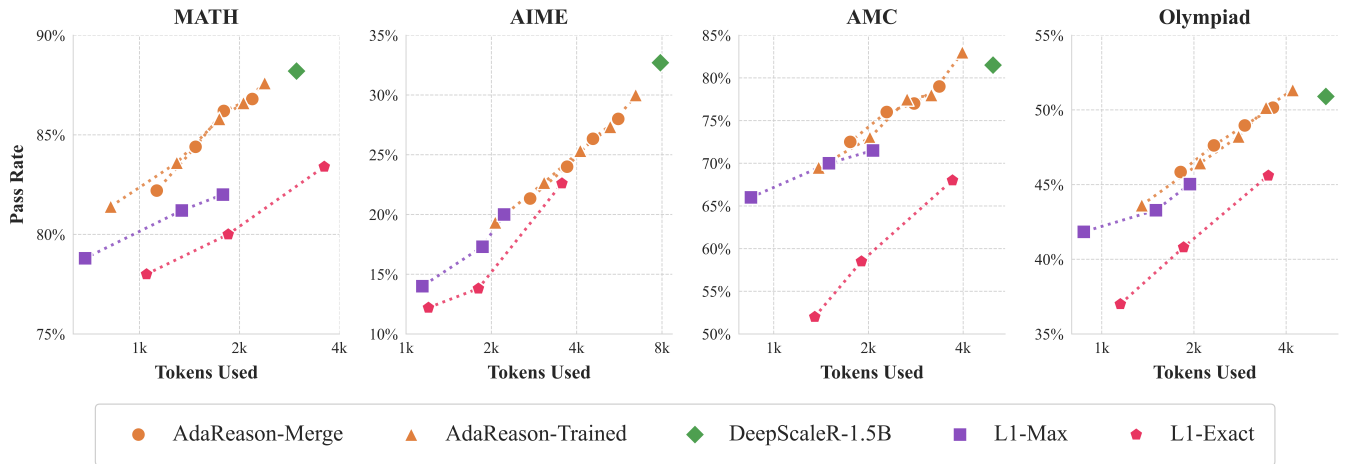 MATH
AIME
AMC
Olympiad
Pass Rate
90%
85%
80%
75%
1k
2k
4k
Tokens Used
35%
30%
25%
20%
15%
10%
1k
2k
4k
8k
Tokens Used
85%
80%
75%
70%
65%
60%
55%
50%
1k
2k
4k
Tokens Used
55%
50%
45%
40%
35%
1k
2k
4k
Tokens Used
AdaReason-Merge
AdaReason-Trained
DeepScaleR-1.5B
L1-Max
L1-Exact